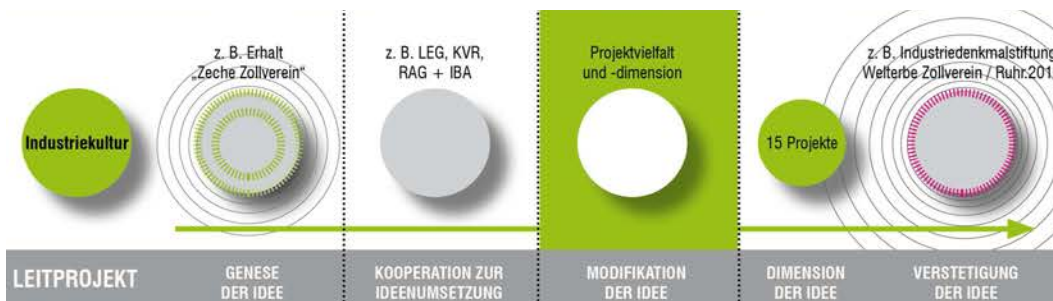 Industriekultur
z. B. Erhalt
„Zeche Zollverein“
z. B. LEG, KVR,
RAG + IBA
Projektvielfalt
und -dimension
15 Projekte
z. B. Industriedenkmalstiftung
Welterbe Zollverein / Ruhr.201
LEITPROJEKT
GENESE
DER IDEE
KOOPERATION ZUR
IDEENUMSETZUNG
MODIFIKATION
DER IDEE
DIMENSION
DER IDEE
VERSTETIGUNG
DER IDEE